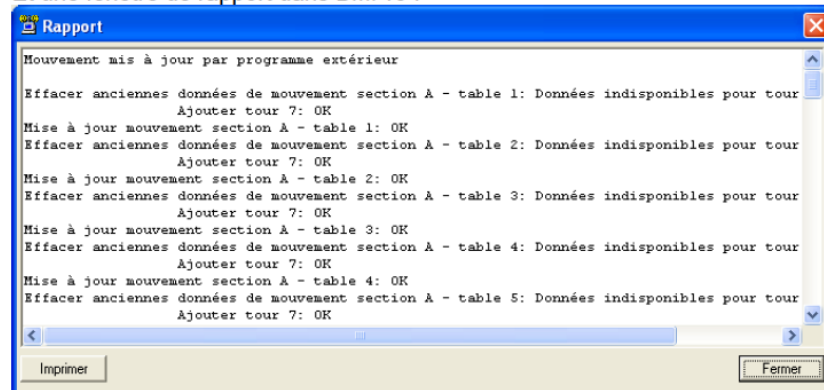 Rapport
Mouvement mis à jour par programme extérieur
Effacer anciennes données de mouvement section A - table 1: Données indisponibles pour tour
Ajouter tour 7: OK
Mise à jour mouvement section A - table 1: OK
Effacer anciennes données de mouvement section A - table 2: Données indisponibles pour tour
Ajouter tour 7: OK
Mise à jour mouvement section A - table 2: OK
Effacer anciennes données de mouvement section A - table 3: Données indisponibles pour tour
Ajouter tour 7: OK
Mise à jour mouvement section A - table 3: OK
Effacer anciennes données de mouvement section A - table 4: Données indisponibles pour tour
Ajouter tour 7: OK
Mise à jour mouvement section A - table 4: OK
Effacer anciennes données de mouvement section A - table 5: Données indisponibles pour tour
Ajouter tour 7: OK
Imprimer
Fermer